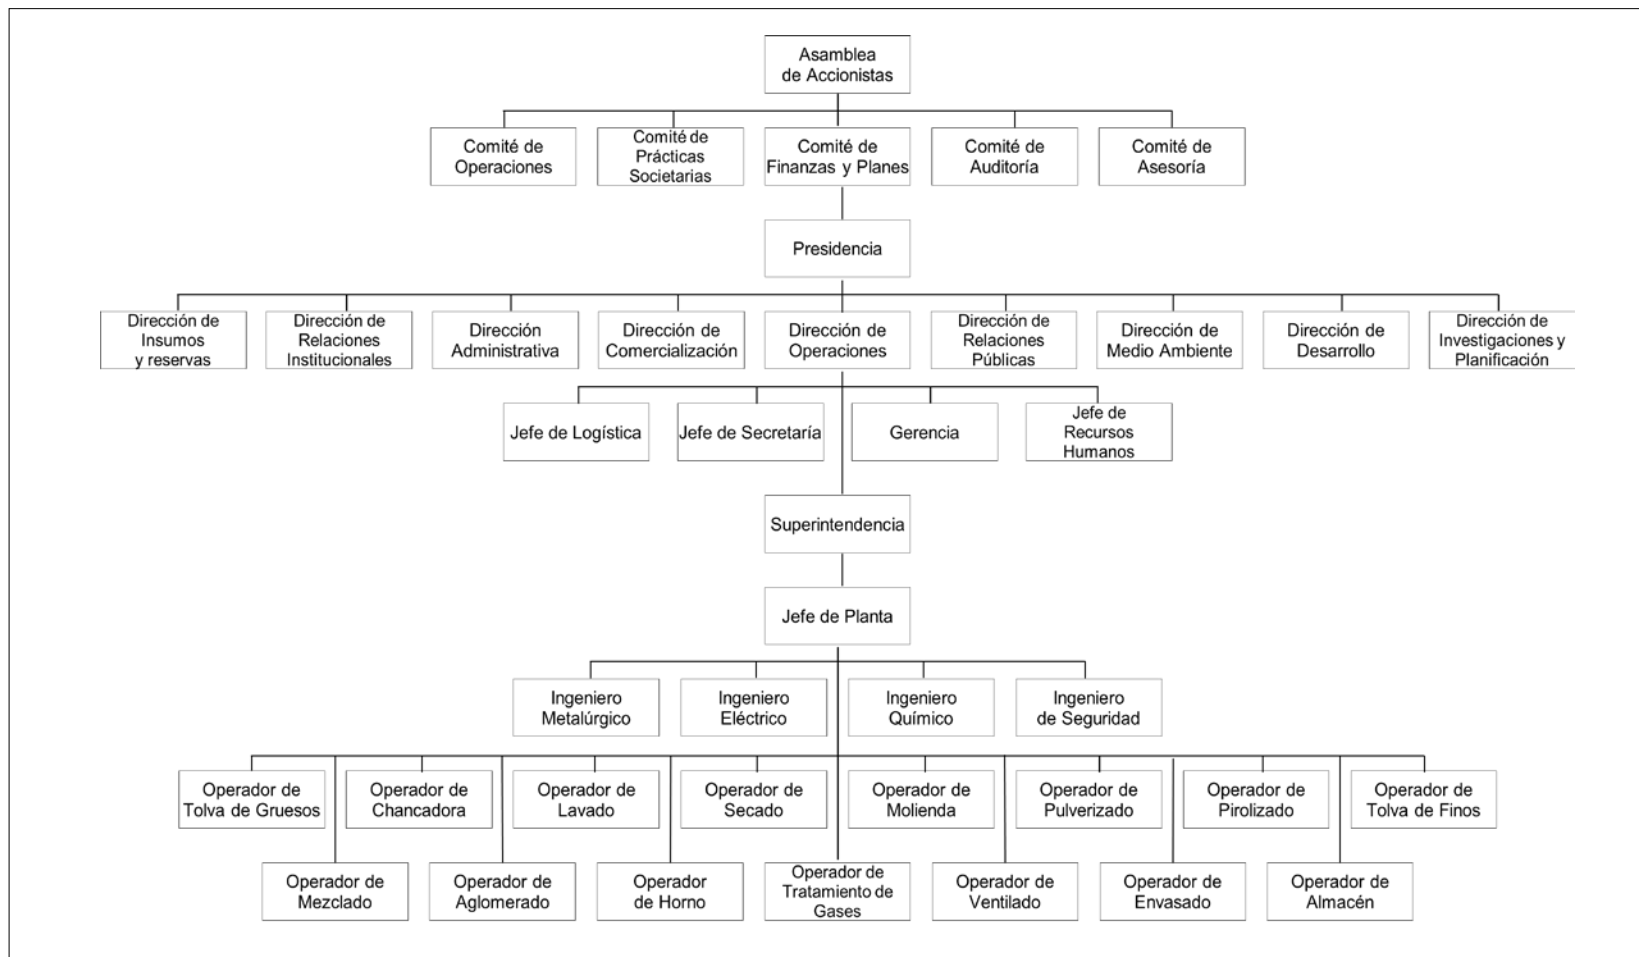 Asamblea
de Accionistas
Comité de
Operaciones
Comité de
Prácticas
Societarias
Comité de
Finanzas y Planes
Comité de
Auditoría
Comité de
Asesoría
Presidencia
Dirección de
Insumos
y reservas
Dirección de
Relaciones
Institucionales
Dirección
Administrativa
Dirección de
Comercialización
Dirección de
Operaciones
Dirección de
Relaciones
Públicas
Dirección de
Medio Ambiente
Dirección de
Desarrollo
Dirección de
Investigaciones y
Planificación
Jefe de Logística
Jefe de Secretaría
Gerencia
Jefe de
Recursos
Humanos
Superintendencia
Jefe de Planta
Ingeniero
Metalúrgico
Ingeniero
Eléctrico
Ingeniero
Químico
Ingeniero
de Seguridad
Operador de
Tolva de Gruesos
Operador de
Chancadora
Operador de
Lavado
Operador de
Secado
Operador de
Molienda
Operador de
Pulverizado
Operador de
Pirolizado
Operador de
Tolva de Finos
Operador de
Mezclado
Operador de
Aglomerado
Operador
de Horno
Operador de
Tratamiento de
Gases
Operador de
Ventilado
Operador de
Envasado
Operador de
Almacén